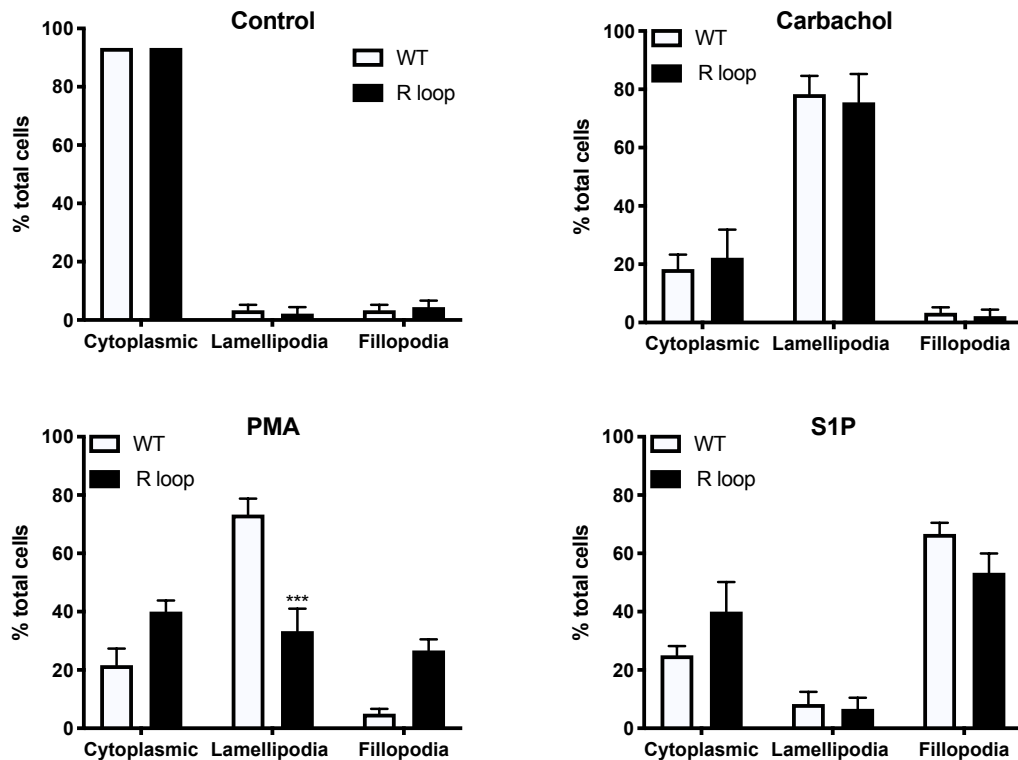 Control
WT
R loop
% total cells
100
80
60
40
20
0
Cytoplasmic Lamellipodia Fillopodia
Carbachol
WT
R loop
% total cells
100
80
60
40
20
0
Cytoplasmic Lamellipodia Fillopodia
PMA
WT
R loop
% total cells
100
80
60
40
20
0
***
Cytoplasmic Lamellipodia Fillopodia
S1P
WT
R loop
% total cells
100
80
60
40
20
0
Cytoplasmic Lamellipodia Fillopodia